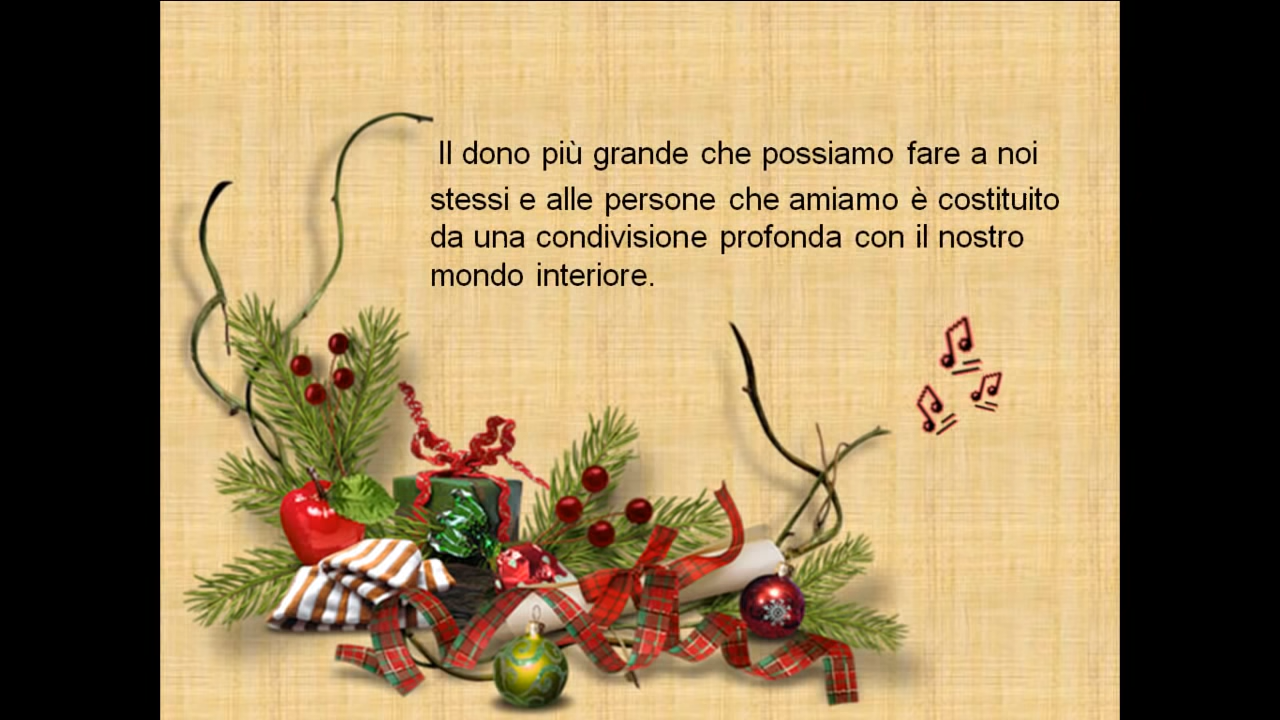 Il dono più grande che possiamo fare a noi
stessi e alle persone che amiamo è costituito
da una condivisione profonda con il nostro
mondo interiore.